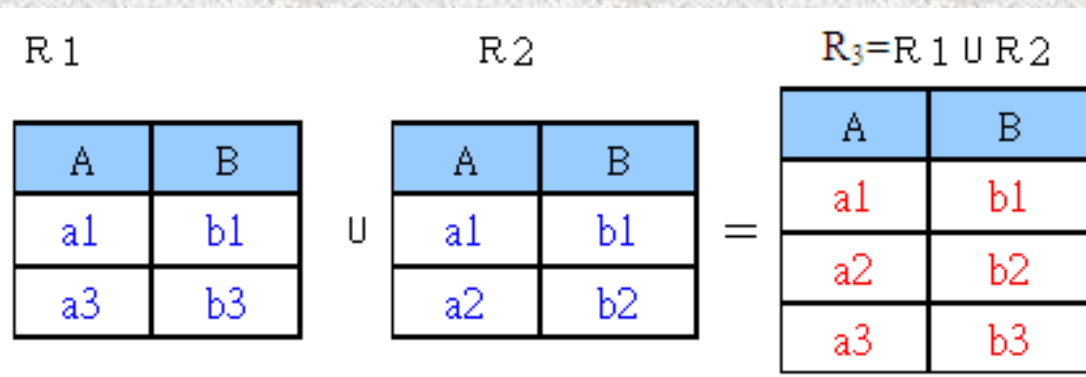 R1 R2 R₃=R1∪R2
A B
A B A B
a1 b1
a1 b1 ∪ a1 b1 =
a2 b2
a3 b3 a2 b2
a3 b3